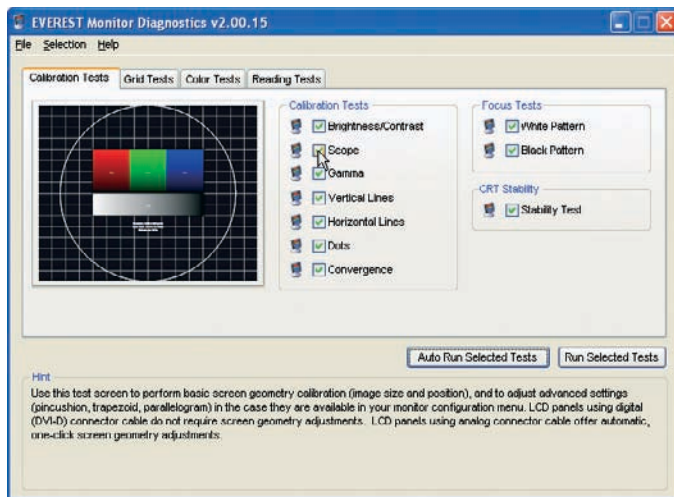 EVEREST Monitor Diagnostics v2.00.15
File Selection Help
Calibration Tests Grid Tests Color Tests Reading Tests
Calibration Tests
Brightness/Contrast
Scope
Gamma
Vertical Lines
Horizontal Lines
Dots
Convergence
Focus Tests
White Pattern
Black Pattern
CRT Stability
Stability Test
Auto Run Selected Tests Run Selected Tests
Hint
Use this test screen to perform basic screen geometry calibration (image size and position), and to adjust advanced settings
(pincushion, trapezoid, parallelogram) in the case they are available in your monitor configuration menu. LCD panels using digital
(DVI-D) connector cable do not require screen geometry adjustments. LCD panels using analog connector cable offer automatic,
one-click screen geometry adjustments.